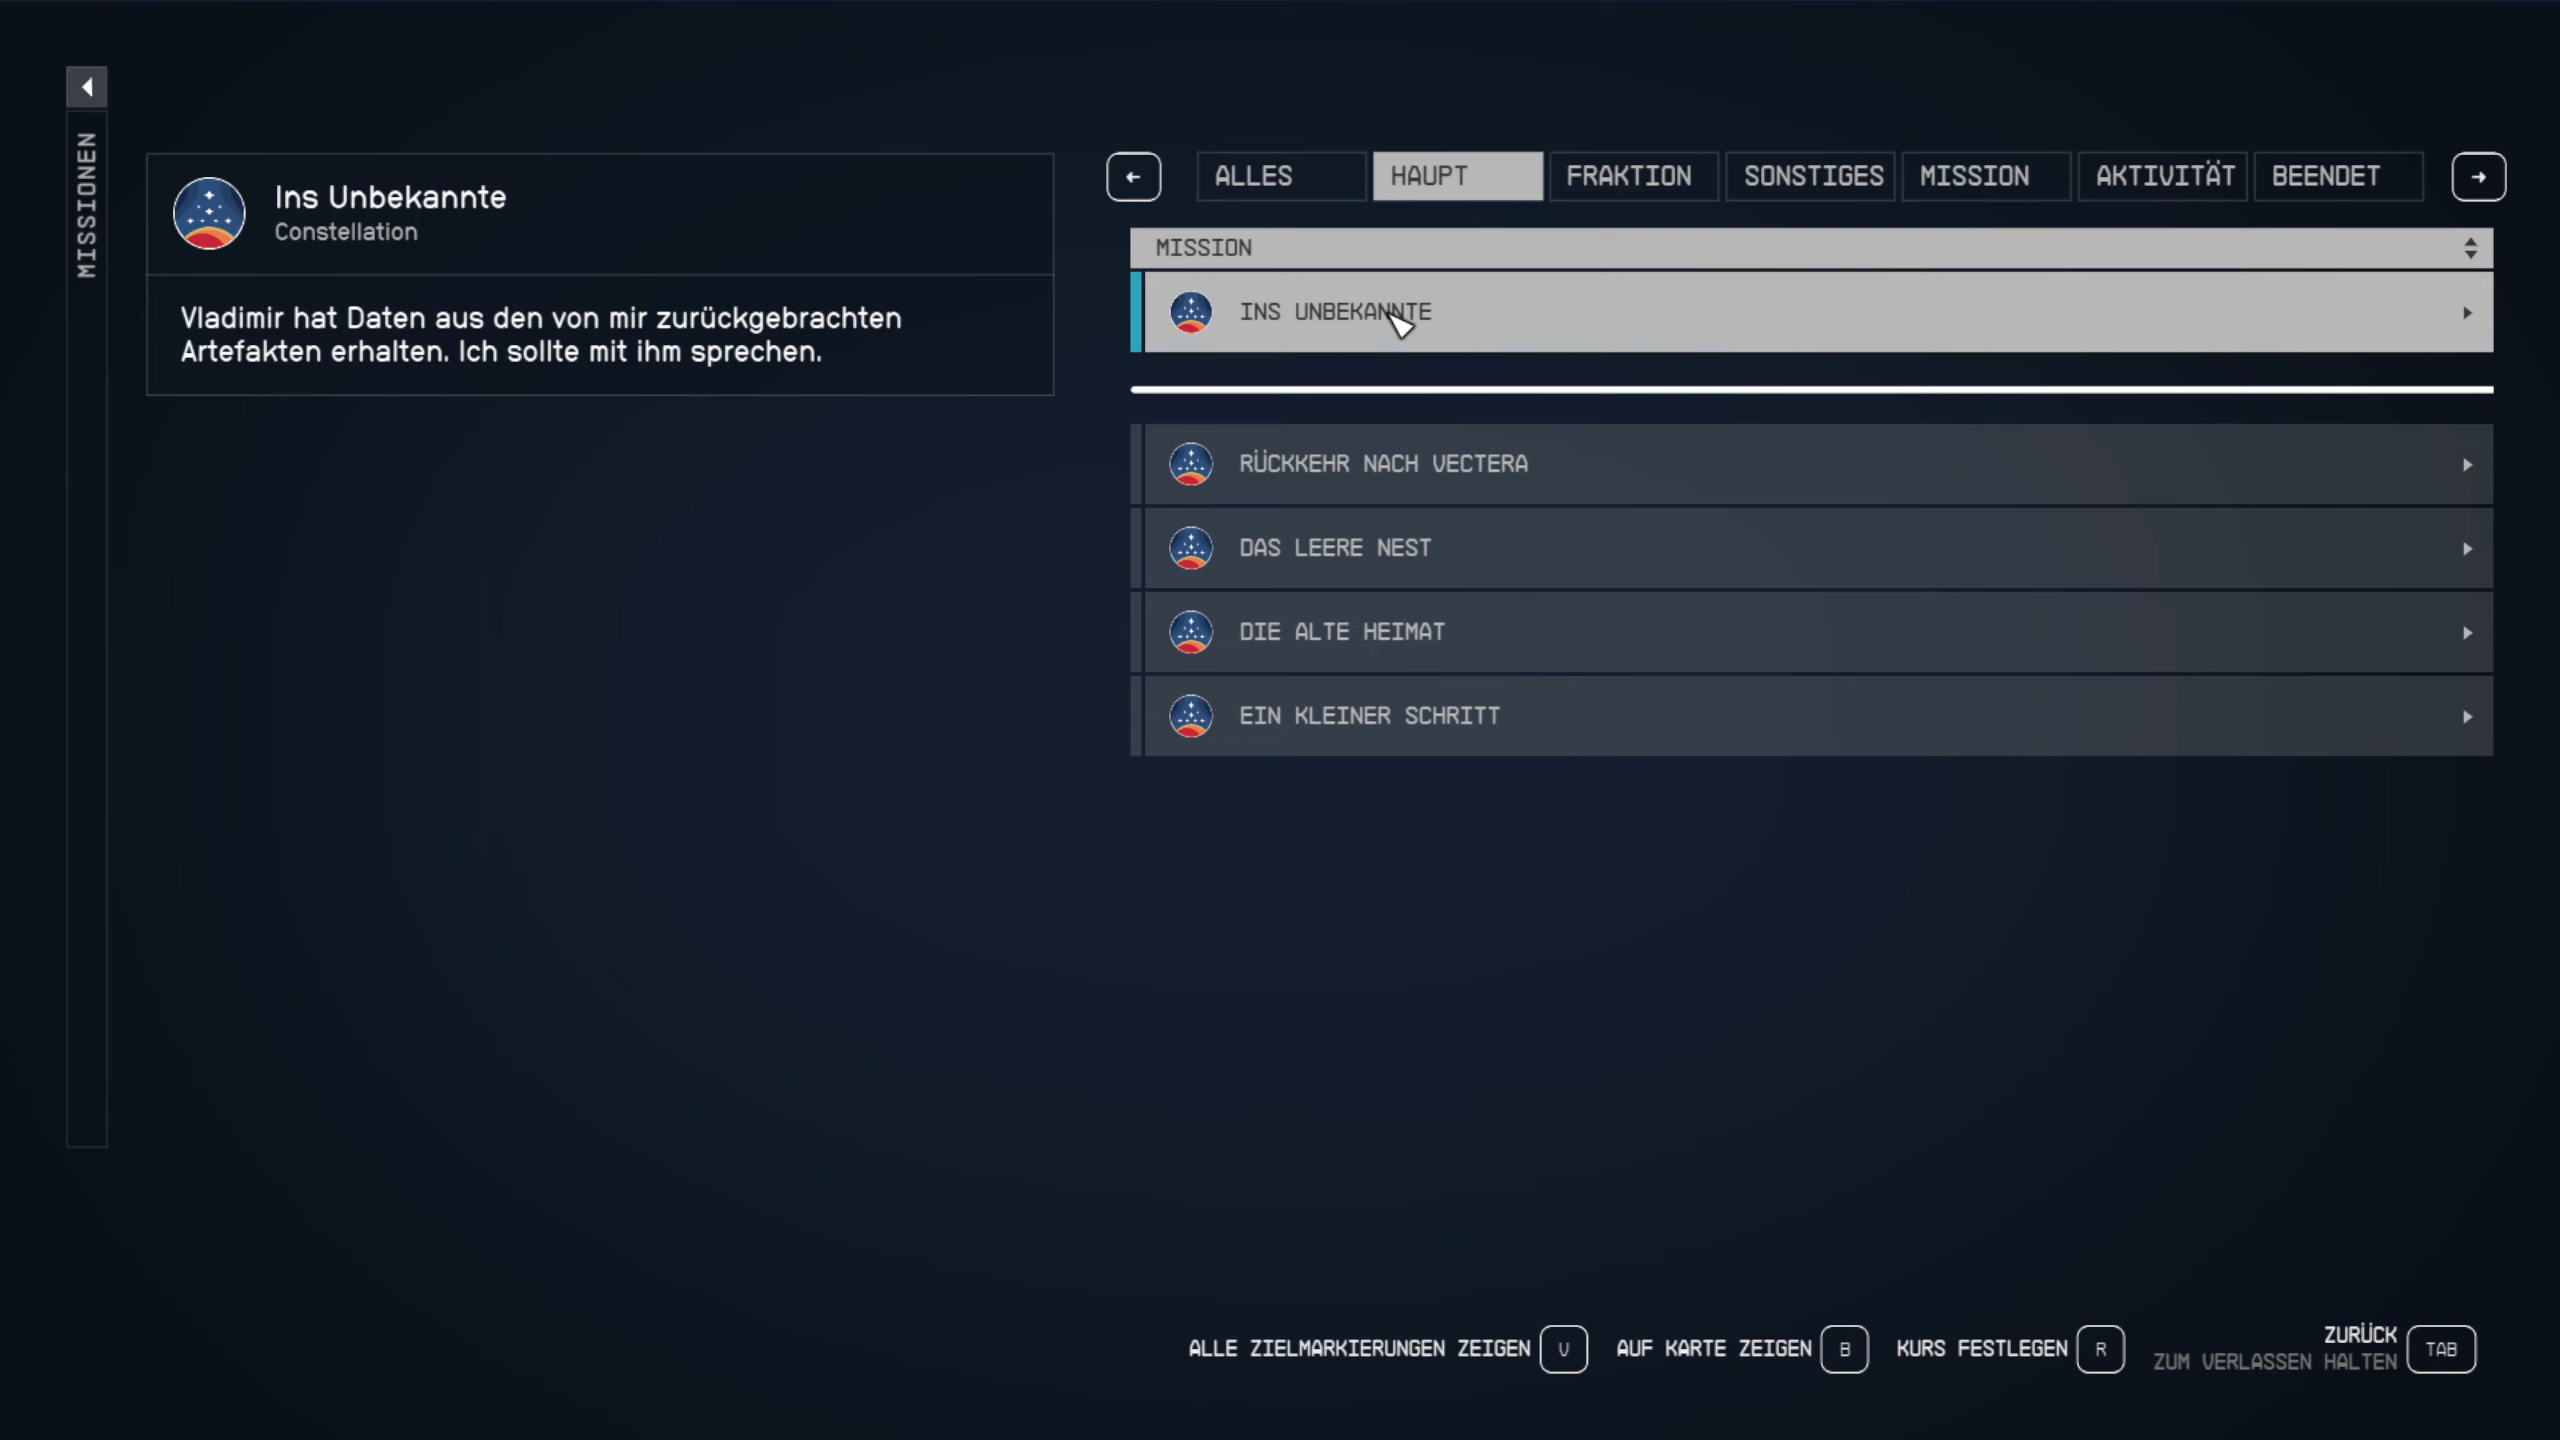 MISSIONEN
Ins Unbekannte
Constellation
Vladimir hat Daten aus den von mir zurückgebrachten
Artefakten erhalten. Ich sollte mit ihm sprechen.
ALLES HAUPT FRAKTION SONSTIGES MISSION AKTIVITÄT BEENDET
MISSION
INS UNBEKANNTE
RÜCKKEHR NACH VECTERA
DAS LEERE NEST
DIE ALTE HEIMAT
EIN KLEINER SCHRITT
ALLE ZIELMARKIERUNGEN ZEIGEN V AUF KARTE ZEIGEN B KURS FESTLEGEN R ZURÜCK TAB
ZUM VERLASSEN HALTEN